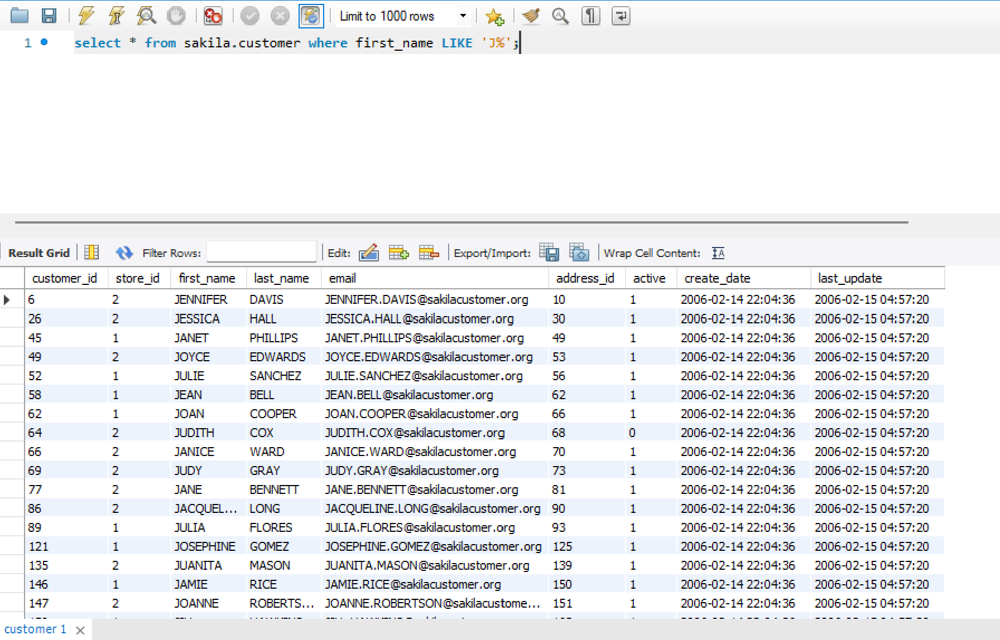 Limit to 1000 rows
1 select * from sakila.customer where first_name LIKE 'J%';
Result Grid Filter Rows: Edit: Export/Import: Wrap Cell Content:
customer_id store_id first_name last_name email address_id active create_date last_update
6 2 JENNIFER DAVIS JENNIFER.DAVIS@sakilacustomer.org 10 1 2006-02-14 22:04:36 2006-02-15 04:57:20
26 2 JESSICA HALL JESSICA.HALL@sakilacustomer.org 30 1 2006-02-14 22:04:36 2006-02-15 04:57:20
45 1 JANET PHILLIPS JANET.PHILLIPS@sakilacustomer.org 49 1 2006-02-14 22:04:36 2006-02-15 04:57:20
49 2 JOYCE EDWARDS JOYCE.EDWARDS@sakilacustomer.org 53 1 2006-02-14 22:04:36 2006-02-15 04:57:20
52 1 JULIE SANCHEZ JULIE.SANCHEZ@sakilacustomer.org 56 1 2006-02-14 22:04:36 2006-02-15 04:57:20
58 1 JEAN BELL JEAN.BELL@sakilacustomer.org 62 1 2006-02-14 22:04:36 2006-02-15 04:57:20
62 1 JOAN COOPER JOAN.COOPER@sakilacustomer.org 66 1 2006-02-14 22:04:36 2006-02-15 04:57:20
64 2 JUDITH COX JUDITH.COX@sakilacustomer.org 68 0 2006-02-14 22:04:36 2006-02-15 04:57:20
66 2 JANICE WARD JANICE.WARD@sakilacustomer.org 70 1 2006-02-14 22:04:36 2006-02-15 04:57:20
69 2 JUDY GRAY JUDY.GRAY@sakilacustomer.org 73 1 2006-02-14 22:04:36 2006-02-15 04:57:20
77 2 JANE BENNETT JANE.BENNETT@sakilacustomer.org 81 1 2006-02-14 22:04:36 2006-02-15 04:57:20
86 2 JACQUEL... LONG JACQUELINE.LONG@sakilacustomer.org 90 1 2006-02-14 22:04:36 2006-02-15 04:57:20
89 1 JULIA FLORES JULIA.FLORES@sakilacustomer.org 93 1 2006-02-14 22:04:36 2006-02-15 04:57:20
121 1 JOSEPHINE GOMEZ JOSEPHINE.GOMEZ@sakilacustomer.org 125 1 2006-02-14 22:04:36 2006-02-15 04:57:20
135 2 JUANITA MASON JUANITA.MASON@sakilacustomer.org 139 1 2006-02-14 22:04:36 2006-02-15 04:57:20
146 1 JAMIE RICE JAMIE.RICE@sakilacustomer.org 150 1 2006-02-14 22:04:36 2006-02-15 04:57:20
147 2 JOANNE ROBERTS... JOANNE.ROBERTSON@sakilacustome... 151 1 2006-02-14 22:04:36 2006-02-15 04:57:20
customer 1